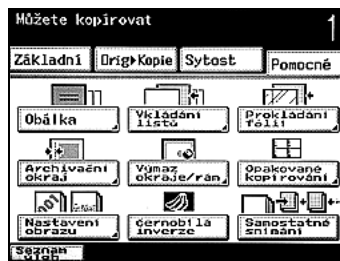 Můžete kopírovat
1
Základní Orig▸Kopie Sytost Pomocné
Obálka
Vkládání
listů
Prokládání
fólií
Archivační
okraj
Výmaz
okraje/rám
Opakované
kopírování
Nastavení
obrazu
Černobílá
inverze
Samostatné
snímání
Seznam
úloh